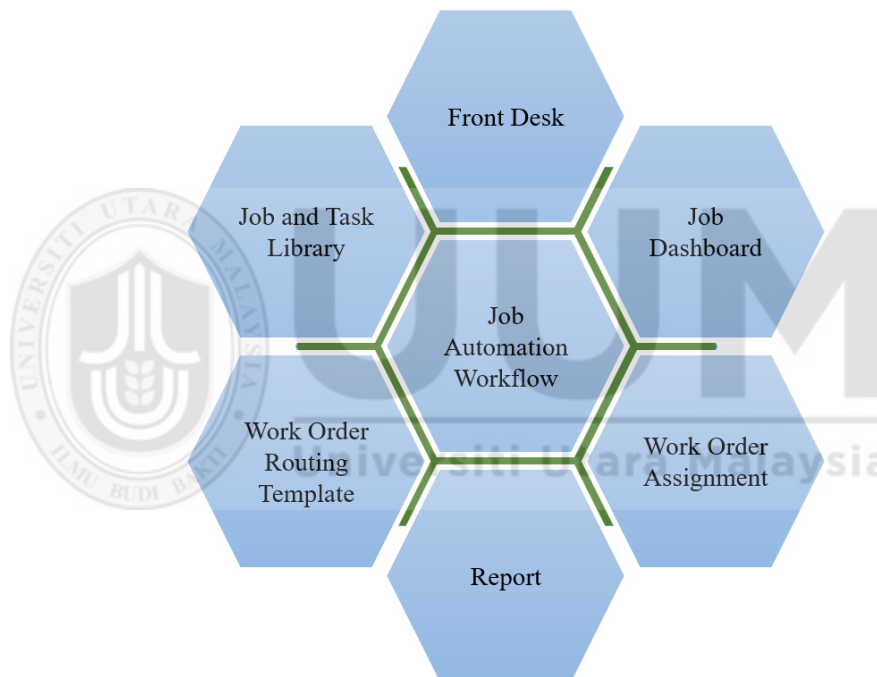 Front Desk
Job and Task
Library
Job
Dashboard
Job
Automation
Workflow
Work Order
Routing
Template
Work Order
Assignment
Report
UUM
Universiti Utara Malaysia
UNIVERSITI UTARA MALAYSIA
ILMU BUDI BAKTI